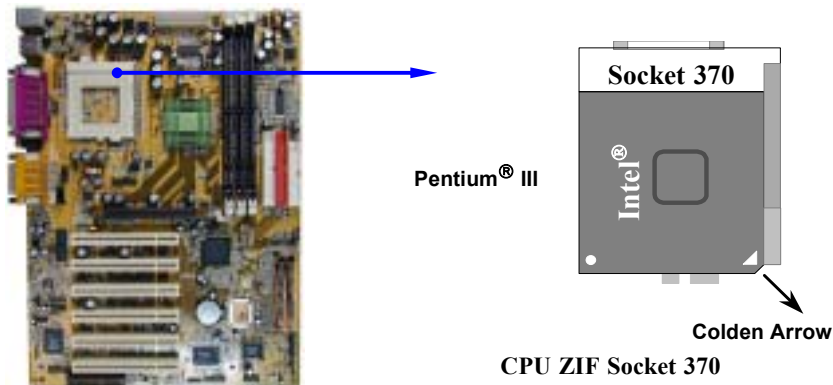 Socket 370
Pentium® III
Intel®
Colden Arrow
CPU ZIF Socket 370